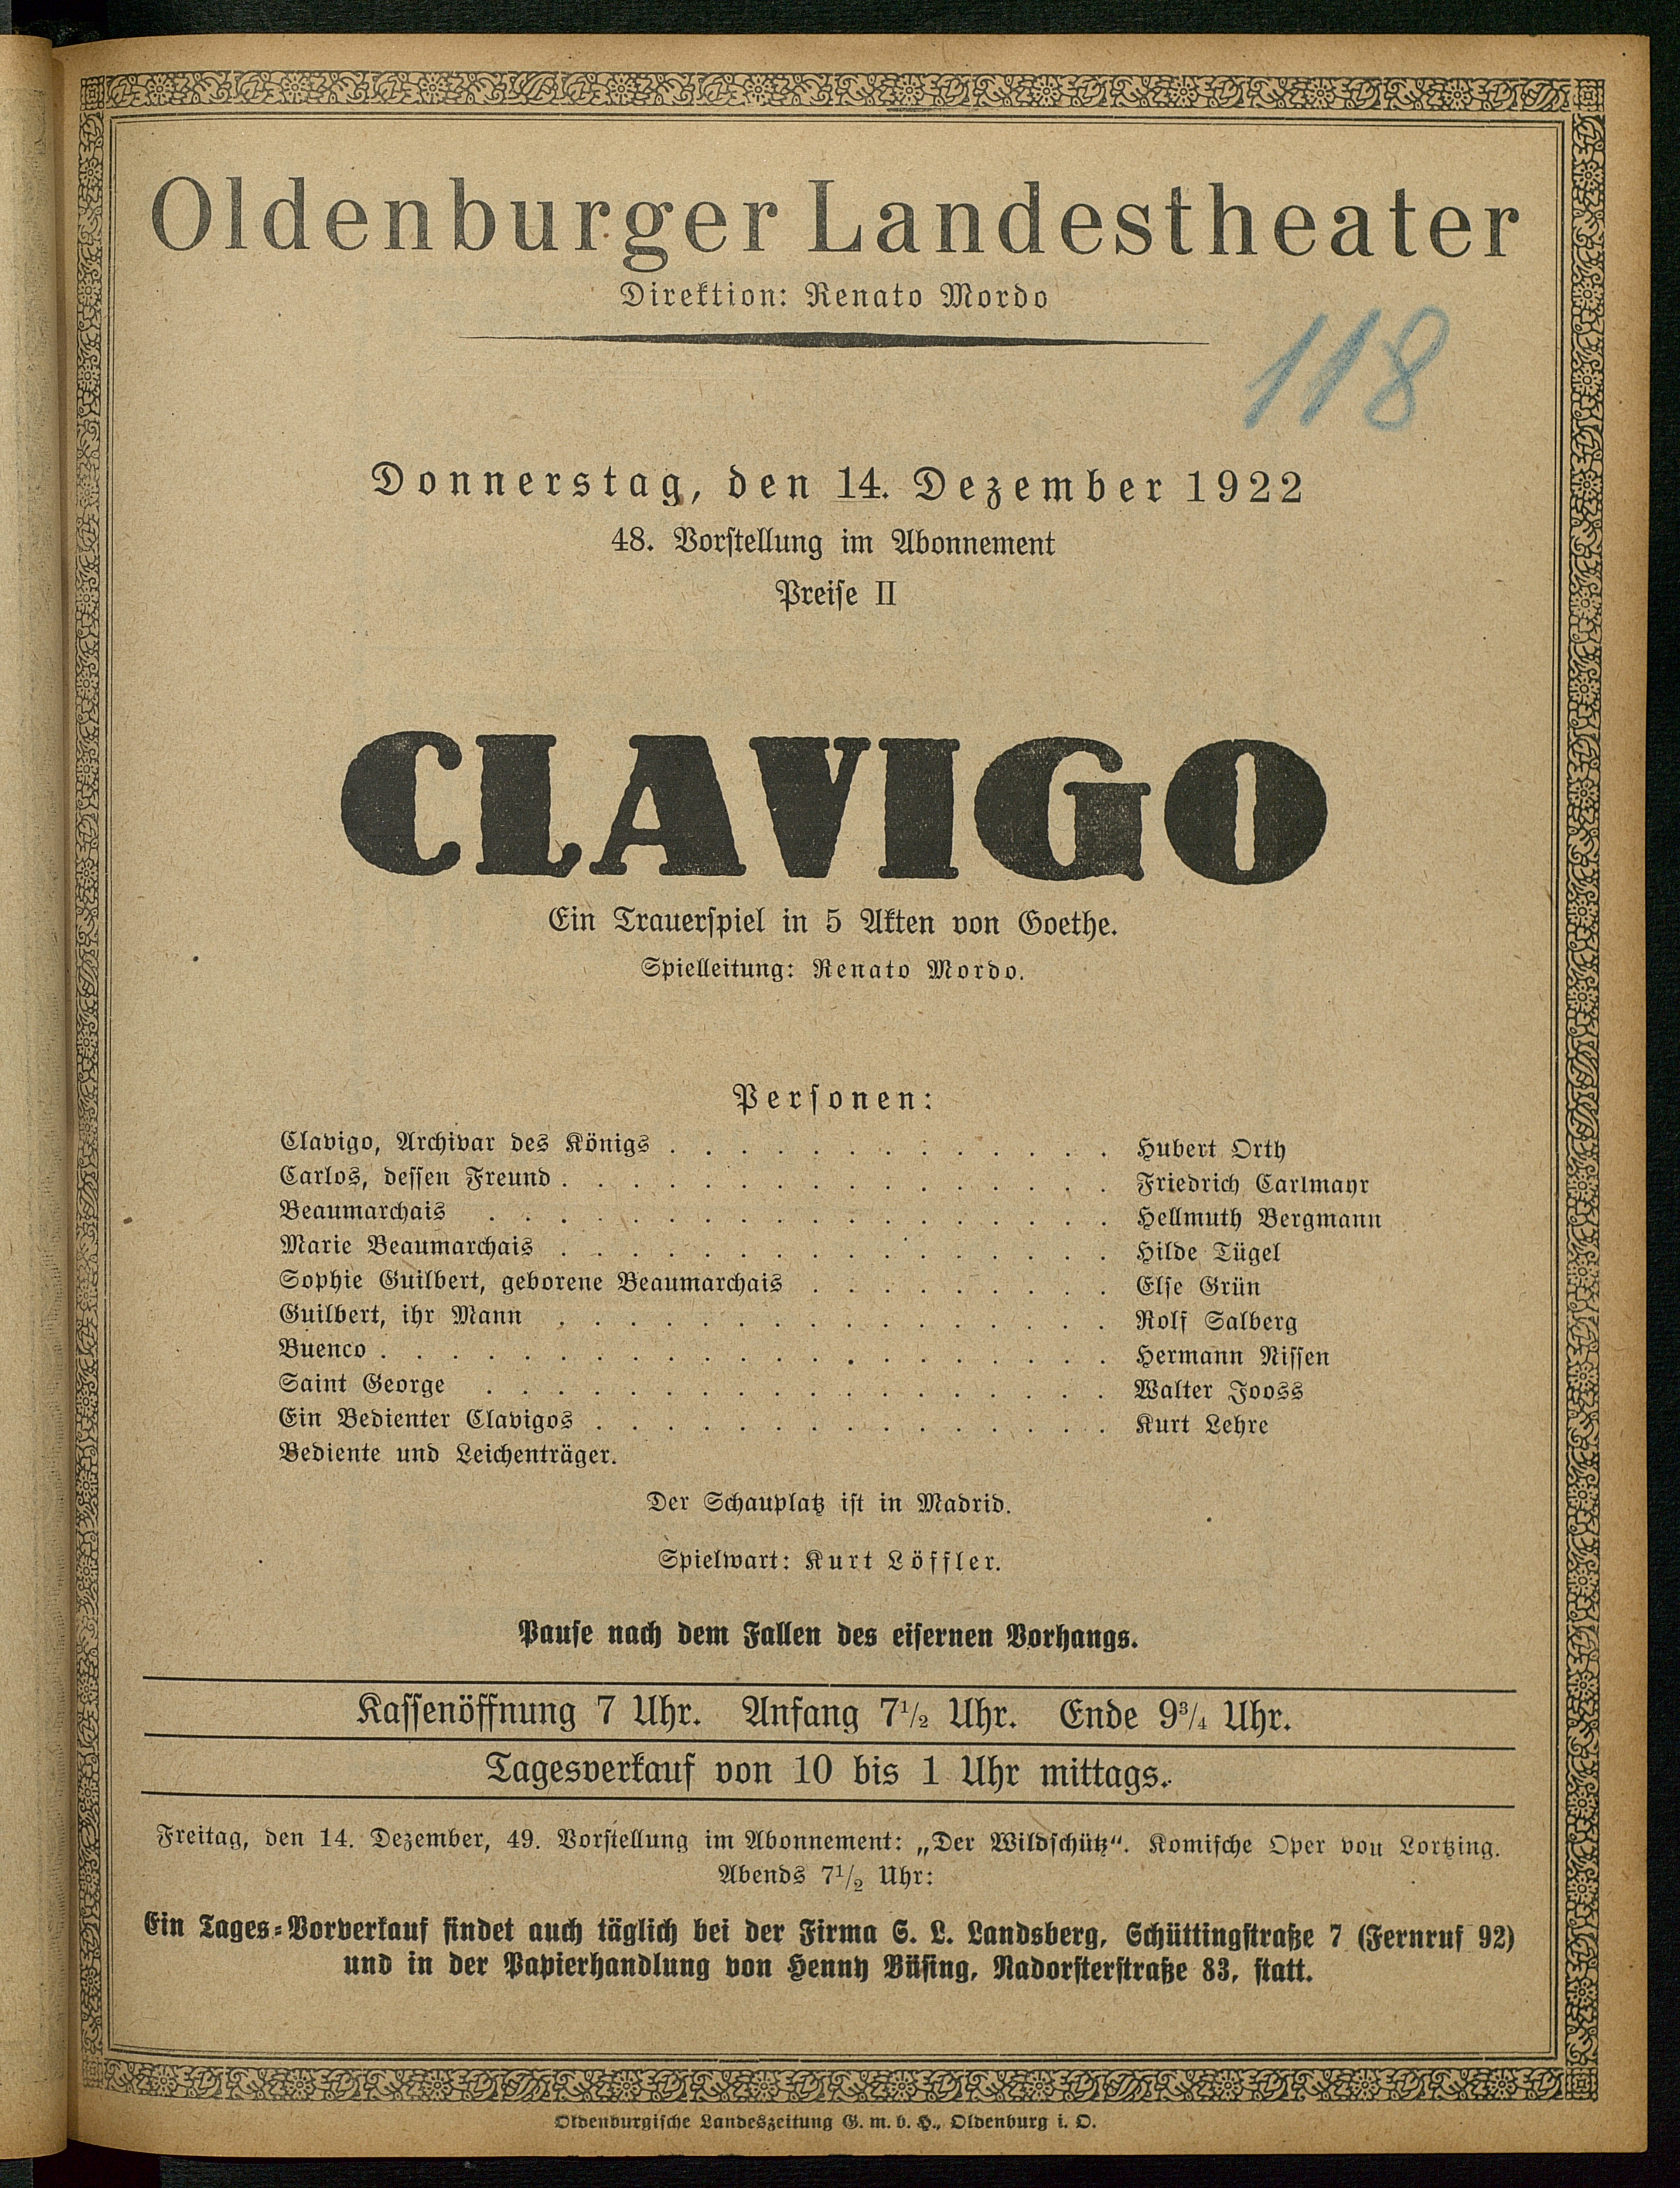 Oldenburger Landestheater
Direktion: Renato Mordo
118
Donnerstag, den 14. Dezember 1922
48. Vorstellung im Abonnement
Preise II
CLAVIGO
Ein Trauerspiel in 5 Akten von Goethe.
Spielleitung: Renato Mordo.
Personen:
Clavigo, Archivar des Königs . . . . . . . . . . . . . Hubert Orth
Carlos, dessen Freund . . . . . . . . . . . . . . . . Friedrich Carlmayr
Beaumarchais . . . . . . . . . . . . . . . . . . Hellmuth Bergmann
Marie Beaumarchais . . . . . . . . . . . . . . . . Hilde Tügel
Sophie Guilbert, geborene Beaumarchais . . . . . . . . . Else Grün
Guilbert, ihr Mann . . . . . . . . . . . . . . . . Rolf Salberg
Buenco . . . . . . . . . . . . . . . . . . . . . Hermann Nissen
Saint George . . . . . . . . . . . . . . . . . . Walter Jooss
Ein Bedienter Clavigos . . . . . . . . . . . . . . . Kurt Lehre
Bediente und Leichenträger.
Der Schauplatz ist in Madrid.
Spielwart: Kurt Löffler.
Pause nach dem Fallen des eisernen Vorhangs.
Kassenöffnung 7 Uhr. Anfang 7½ Uhr. Ende 9¾ Uhr.
Tagesverkauf von 10 bis 1 Uhr mittags.
Freitag, den 14. Dezember, 49. Vorstellung im Abonnement: „Der Wildschütz“. Komische Oper von Lortzing.
Abends 7½ Uhr:
Ein Tages-Vorverkauf findet auch täglich bei der Firma S. L. Landsberg, Schüttingstraße 7 (Fernruf 92)
und in der Papierhandlung von Henny Büsing, Nadorsterstraße 83, statt.
Oldenburgische Landeszeitung G. m. b. H., Oldenburg i. O.